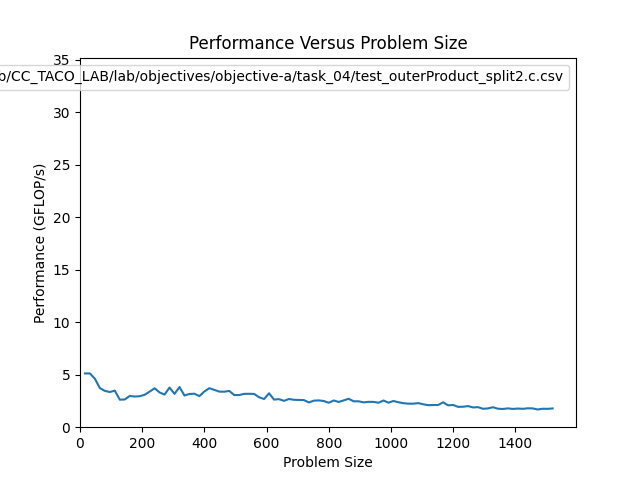 Performance Versus Problem Size
b/CC_TACO_LAB/lab/objectives/objective-a/task_04/test_outerProduct_split2.c.csv
35
30
25
20
15
10
5
0
Performance (GFLOP/s)
0 200 400 600 800 1000 1200 1400
Problem Size